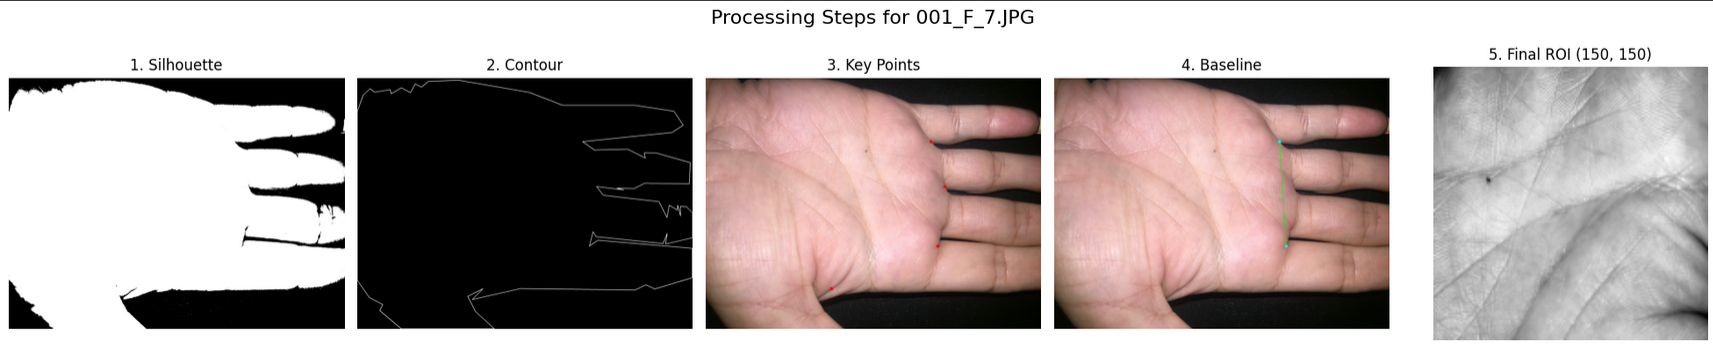 Processing Steps for 001_F_7.JPG
1. Silhouette
2. Contour
3. Key Points
4. Baseline
5. Final ROI (150, 150)